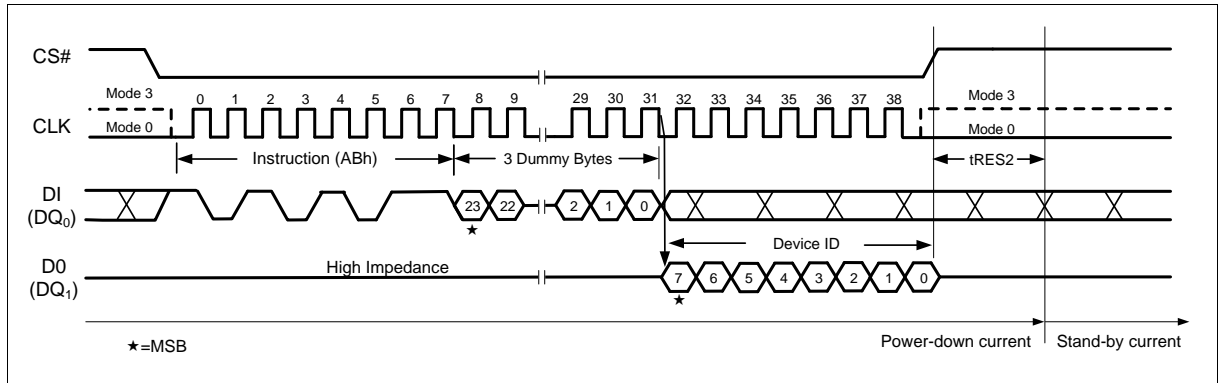 CS#
Mode 3
0 1 2 3 4 5 6 7 8 9 29 30 31 32 33 34 35 36 37 38
Mode 3
CLK
Mode 0
Mode 0
Instruction (ABh)
3 Dummy Bytes
tRES2
DI
(DQ0)
23 22 2 1 0
★
Device ID
D0
(DQ1)
High Impedance
7 6 5 4 3 2 1 0
★
★=MSB
Power-down current
Stand-by current